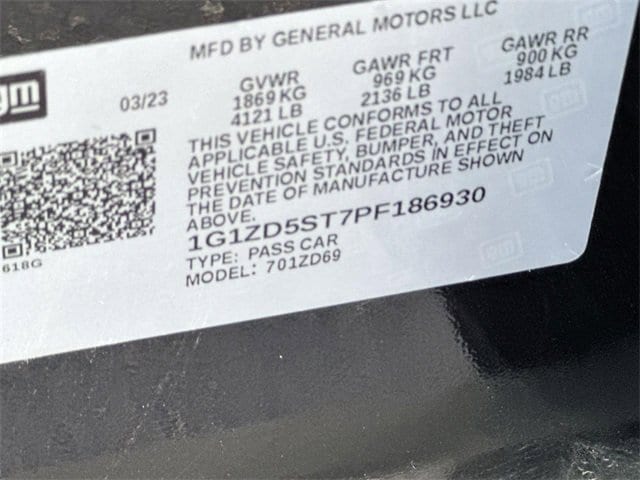 MFD BY GENERAL MOTORS LLC
gm
03/23
GVWR
1869 KG
4121 LB
GAWR FRT
969 KG
2136 LB
GAWR RR
900 KG
1984 LB
THIS VEHICLE CONFORMS TO ALL
APPLICABLE U.S. FEDERAL MOTOR
VEHICLE SAFETY, BUMPER, AND THEFT
PREVENTION STANDARDS IN EFFECT ON
THE DATE OF MANUFACTURE SHOWN
ABOVE.
1G1ZD5ST7PF186930
TYPE: PASS CAR
MODEL: 701ZD69
618G